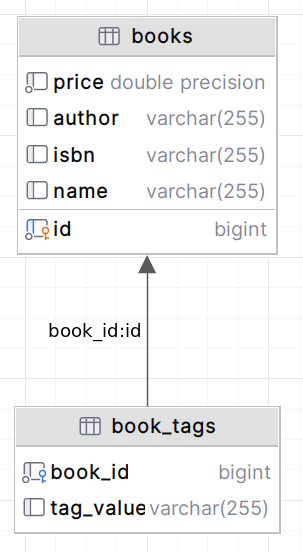 books
price double precision
author varchar(255)
isbn varchar(255)
name varchar(255)
id bigint
book_id:id
book_tags
book_id bigint
tag_value varchar(255)